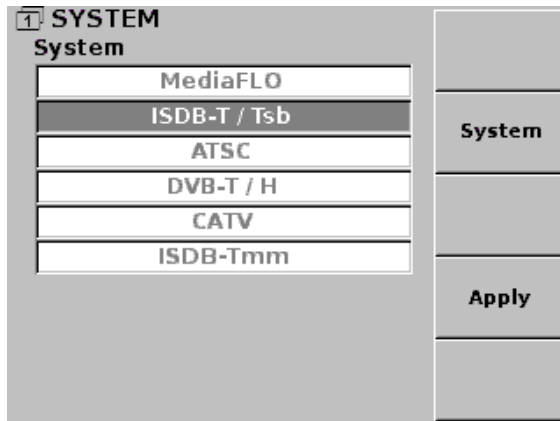 1 SYSTEM
System
MediaFLO
ISDB-T / Tsb
ATSC
DVB-T / H
CATV
ISDB-Tmm
System
Apply